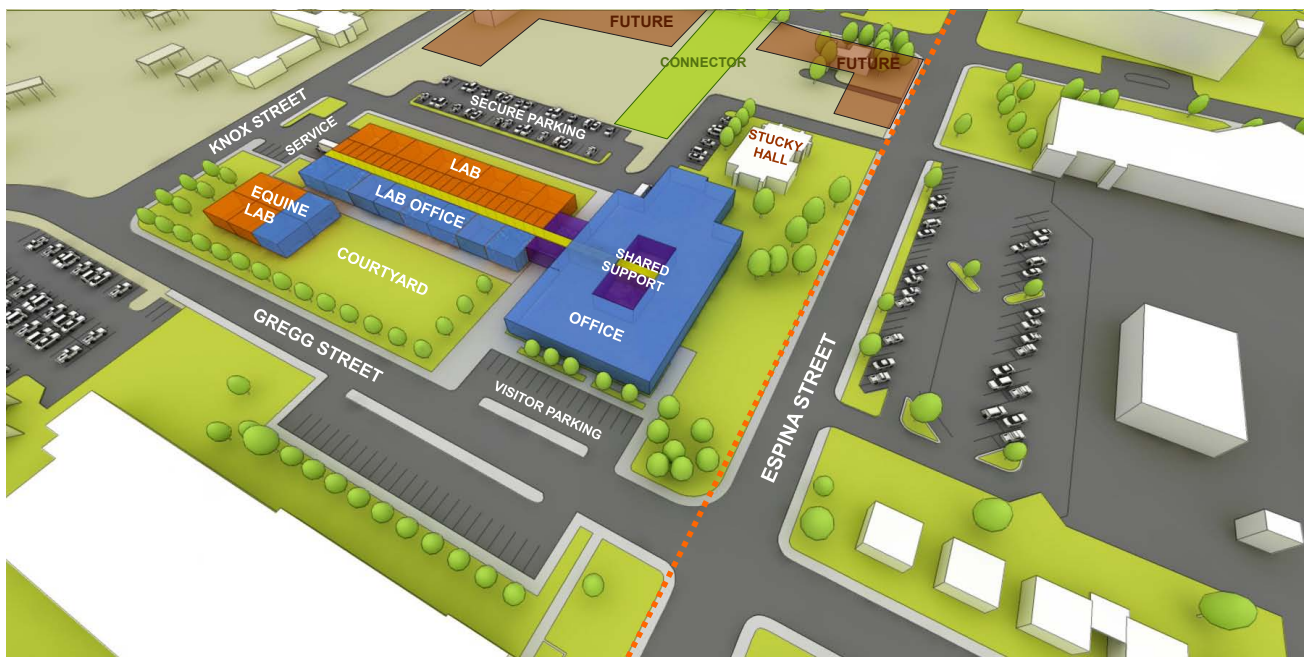 FUTURE
CONNECTOR
FUTURE
SECURE PARKING
KNOX STREET
SERVICE
STUCKY
HALL
LAB
LAB OFFICE
EQUINE
LAB
COURTYARD
SHARED
SUPPORT
OFFICE
GREGG STREET
VISITOR PARKING
ESPINA STREET